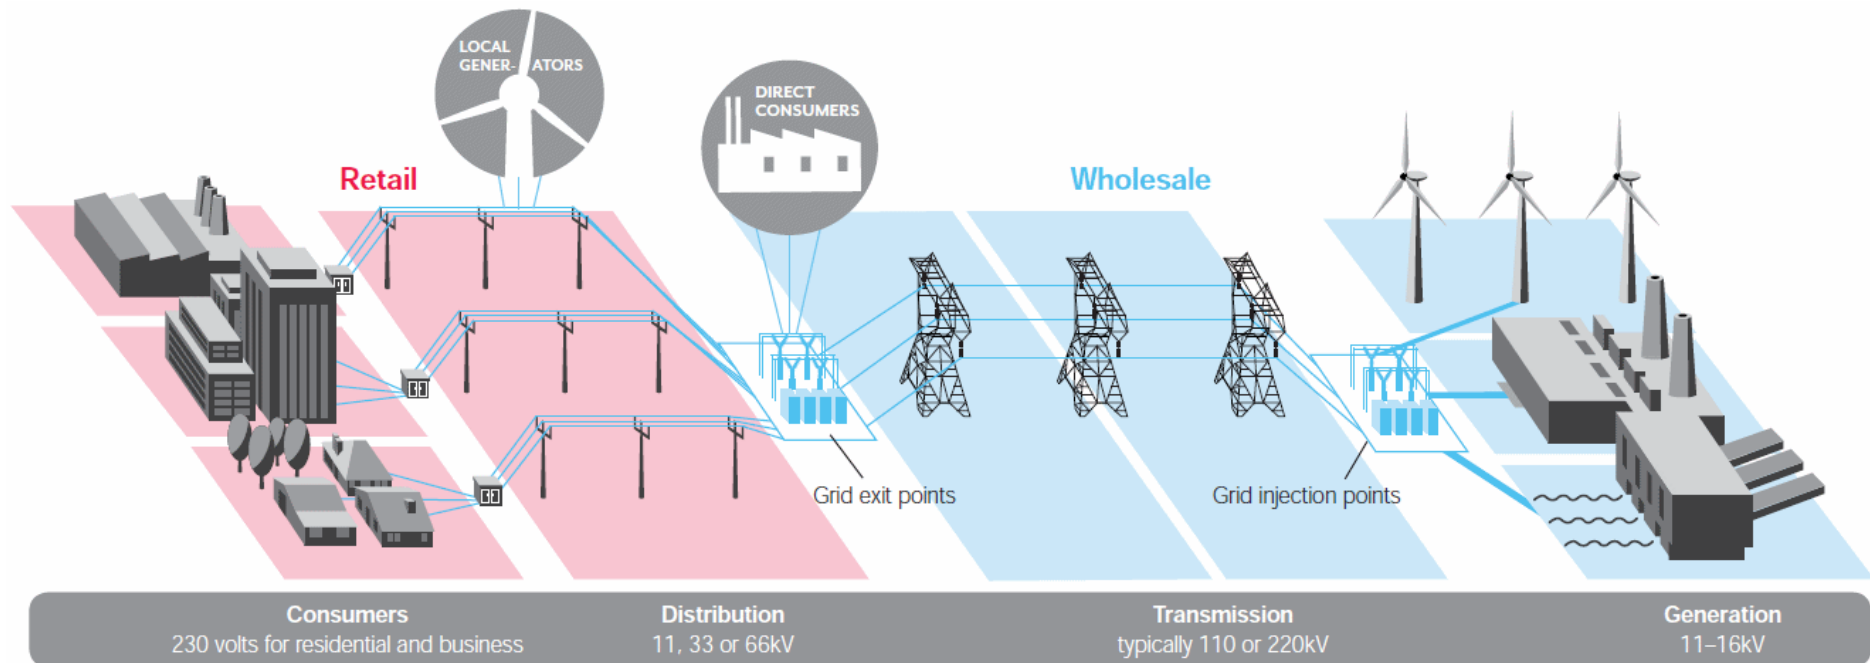 LOCAL
GENER- ATORS
DIRECT
CONSUMERS
Retail
Wholesale
Grid exit points
Grid injection points
Consumers
230 volts for residential and business
Distribution
11, 33 or 66kV
Transmission
typically 110 or 220kV
Generation
11–16kV